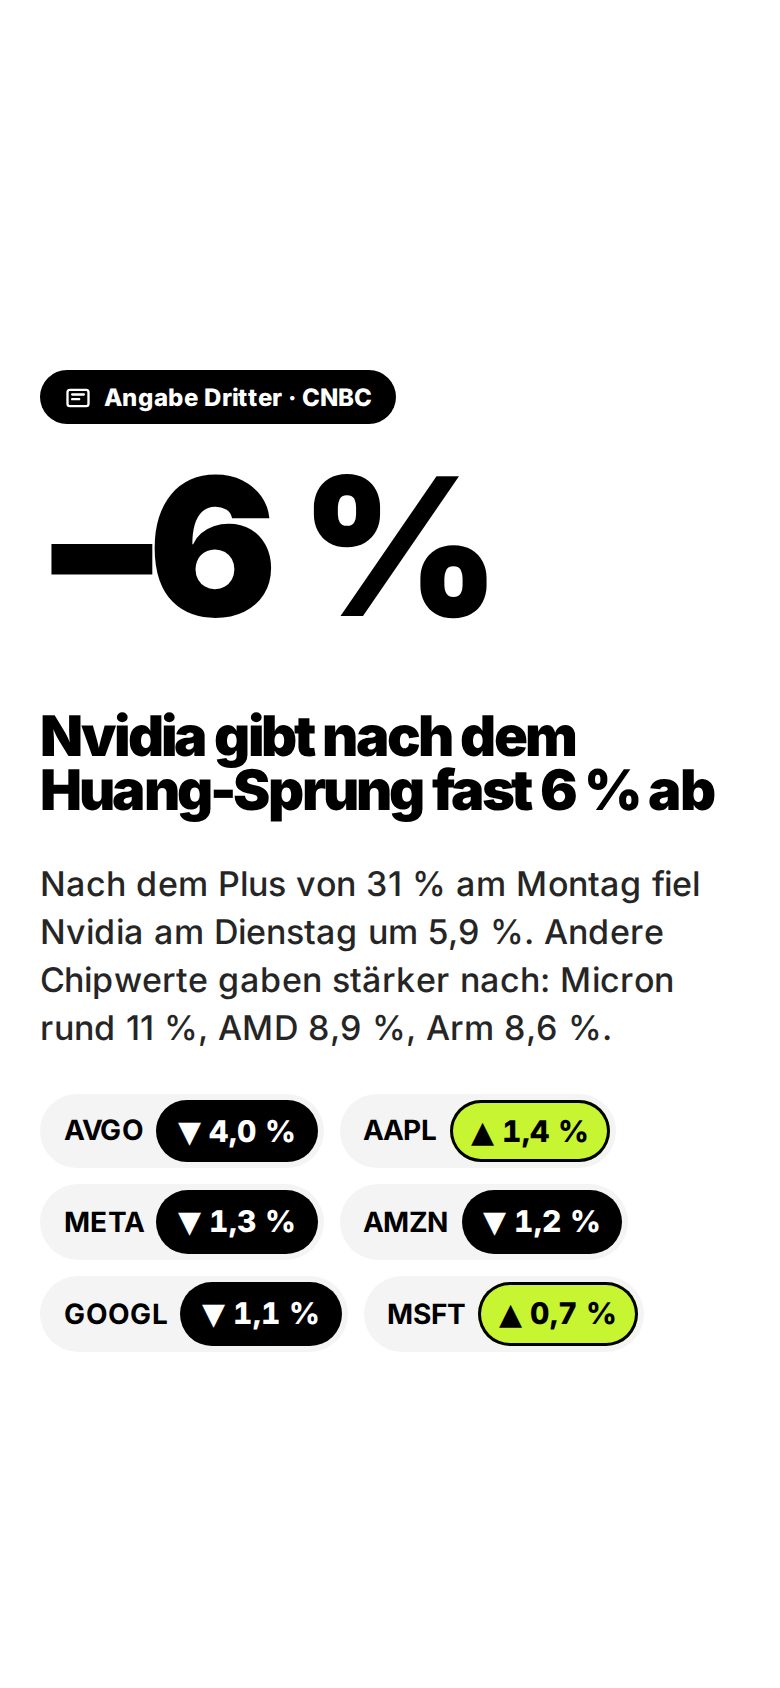 Angabe Dritter · CNBC
–6 %
Nvidia gibt nach dem
Huang-Sprung fast 6 % ab
Nach dem Plus von 31 % am Montag fiel
Nvidia am Dienstag um 5,9 %. Andere
Chipwerte gaben stärker nach: Micron
rund 11 %, AMD 8,9 %, Arm 8,6 %.
AVGO ▼ 4,0 % AAPL ▲ 1,4 %
META ▼ 1,3 % AMZN ▼ 1,2 %
GOOGL ▼ 1,1 % MSFT ▲ 0,7 %